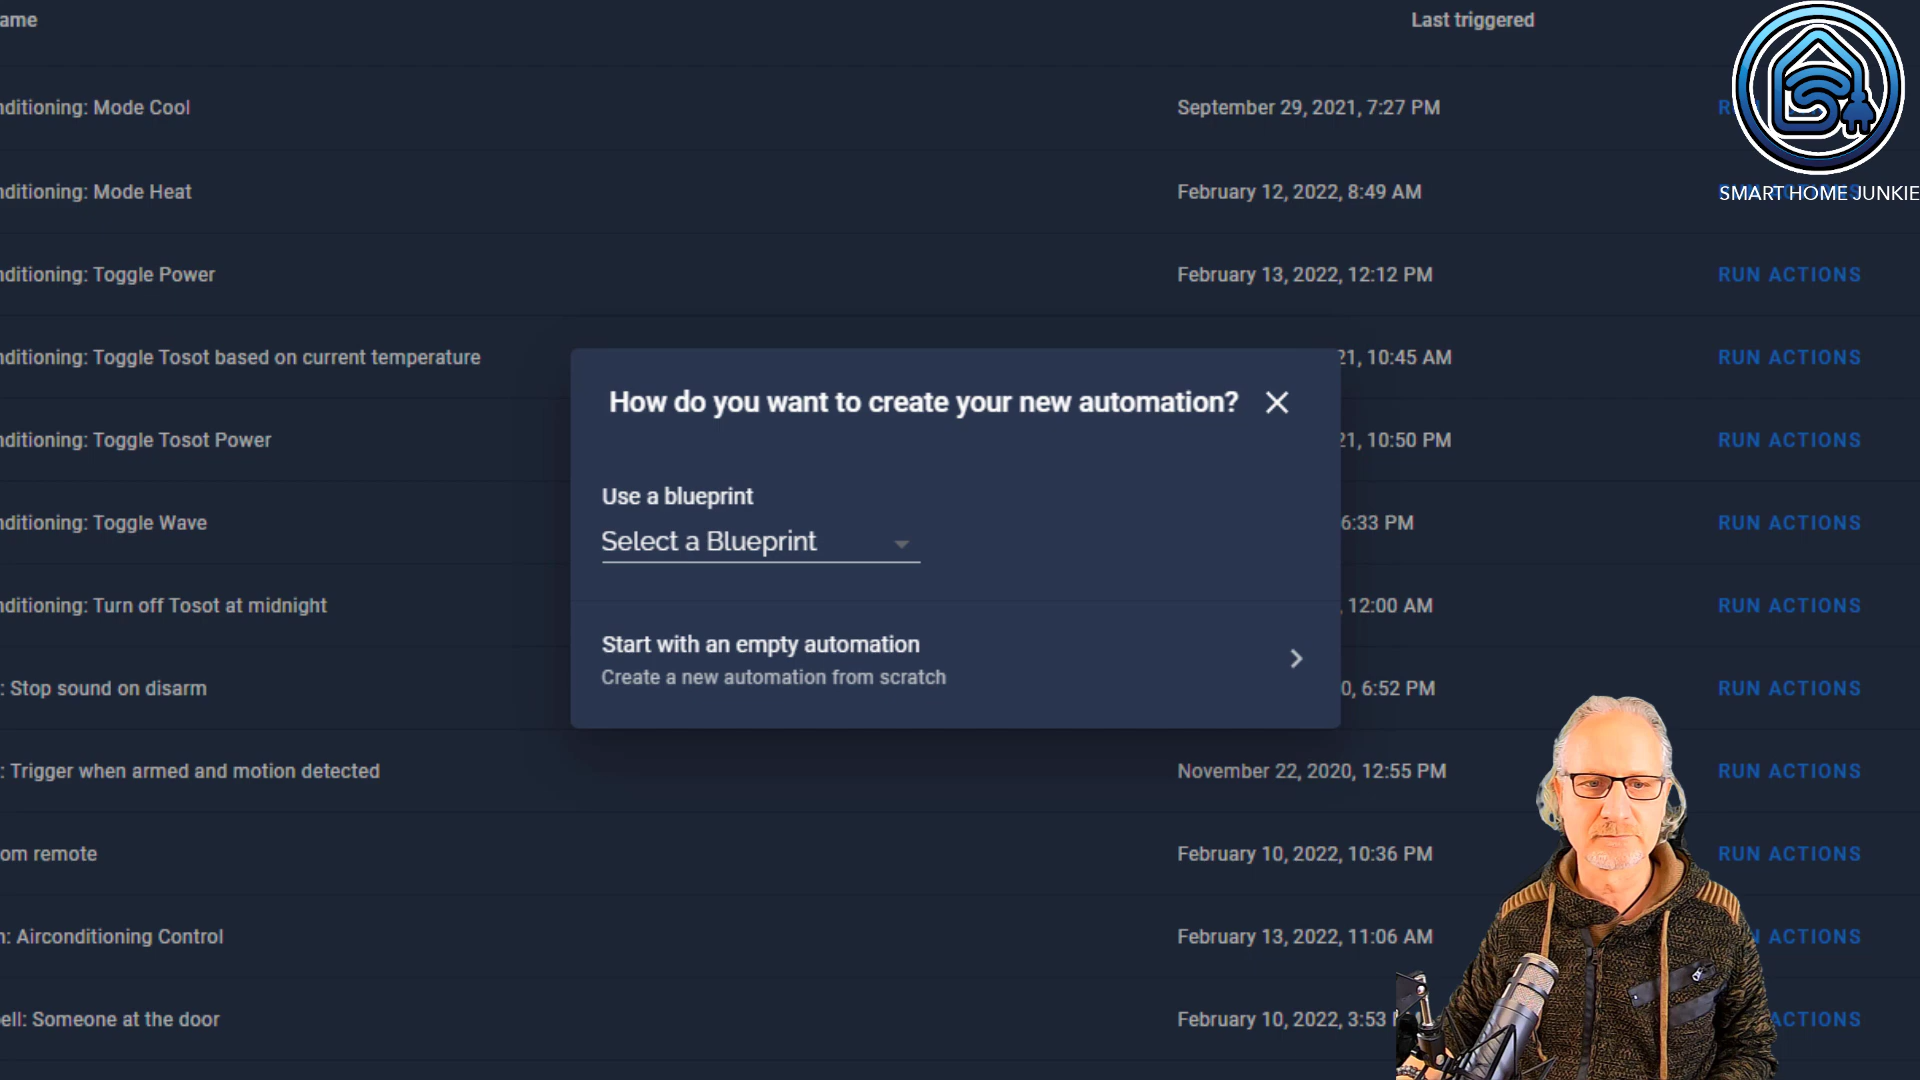 ame Last triggered
nditioning: Mode Cool September 29, 2021, 7:27 PM R
nditioning: Mode Heat February 12, 2022, 8:49 AM
SMART HOME JUNKIE
nditioning: Toggle Power February 13, 2022, 12:12 PM RUN ACTIONS
nditioning: Toggle Tosot based on current temperature 21, 10:45 AM RUN ACTIONS
How do you want to create your new automation?
nditioning: Toggle Tosot Power 21, 10:50 PM RUN ACTIONS
Use a blueprint
nditioning: Toggle Wave 6:33 PM RUN ACTIONS
Select a Blueprint
nditioning: Turn off Tosot at midnight , 12:00 AM RUN ACTIONS
Start with an empty automation
Create a new automation from scratch
: Stop sound on disarm 0, 6:52 PM RUN ACTIONS
: Trigger when armed and motion detected November 22, 2020, 12:55 PM RUN ACTIONS
om remote February 10, 2022, 10:36 PM RUN ACTIONS
n: Airconditioning Control February 13, 2022, 11:06 AM ACTIONS
ell: Someone at the door February 10, 2022, 3:53 ACTIONS